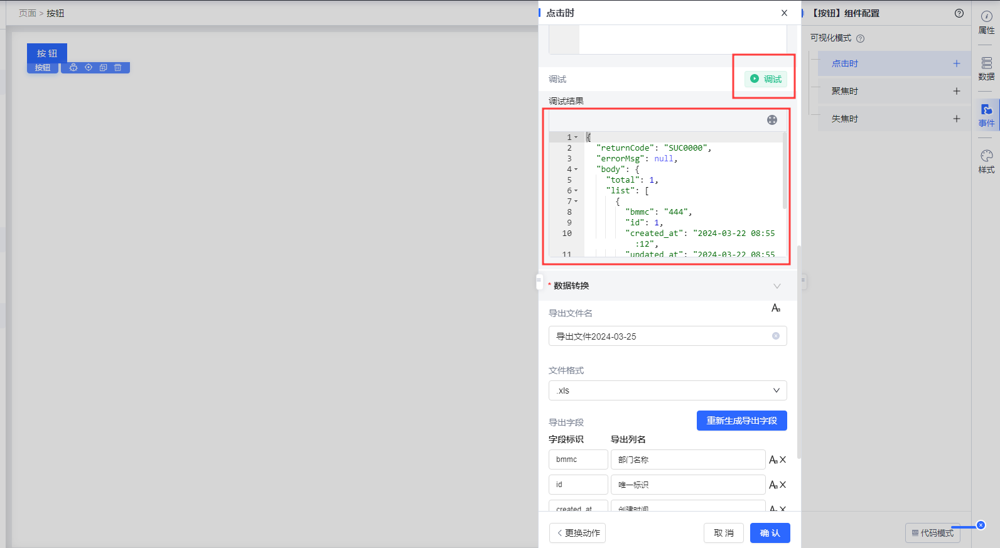 页面 > 按钮
按 钮
按钮
点击时
调试
调试
调试结果
1
{
2
"returnCode": "SUC0000",
3
"errorMsg": null,
4
"body": {
5
"total": 1,
6
"list": [
7
{
8
"bmmc": "444",
9
"id": 1,
10
"created_at": "2024-03-22 08:55
:12",
11
"updated_at": "2024-03-22 08:55
* 数据转换
导出文件名
Aa
导出文件2024-03-25
文件格式
.xls
导出字段
重新生成导出字段
字段标识
导出列名
bmmc
部门名称
Aa
id
唯一标识
Aa
created_at
创建时间
Aa
更换动作
取 消
确 认
【按钮】组件配置
可视化模式
点击时
聚焦时
失焦时
代码模式
属性
数据
事件
样式